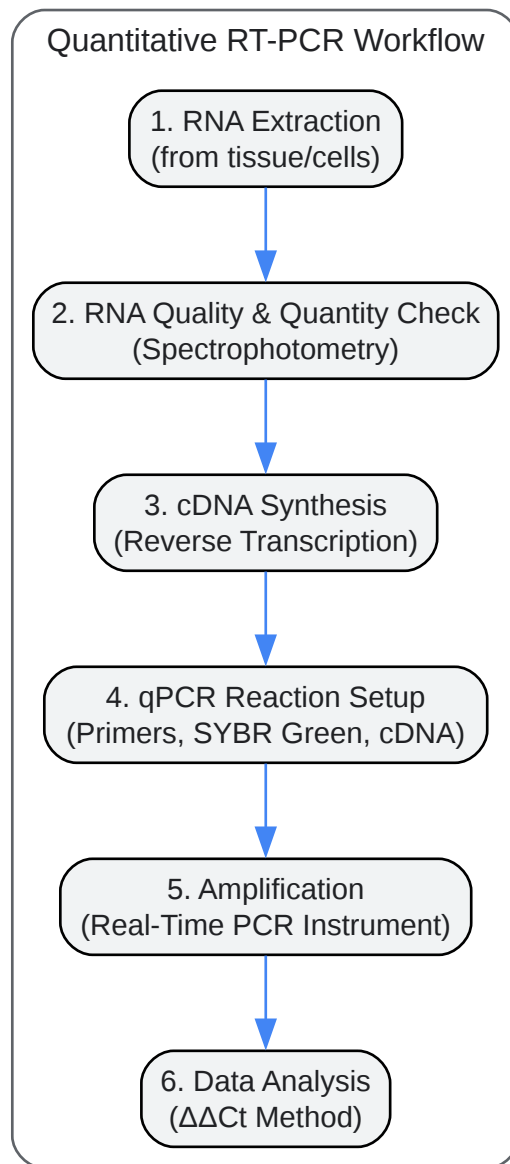 Quantitative RT-PCR Workflow
1. RNA Extraction
(from tissue/cells)
2. RNA Quality & Quantity Check
(Spectrophotometry)
3. cDNA Synthesis
(Reverse Transcription)
4. qPCR Reaction Setup
(Primers, SYBR Green, cDNA)
5. Amplification
(Real-Time PCR Instrument)
6. Data Analysis
(ΔΔCt Method)